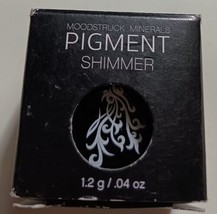 MOODSTRUCK MINERALS
PIGMENT
SHIMMER
1.2 g / .04 oz